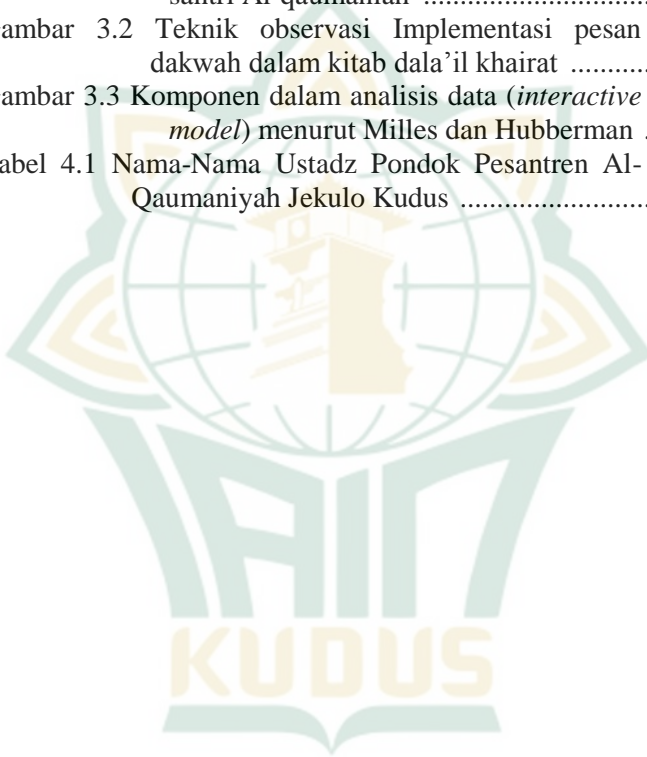 santri Al-qaumaniah ...........................
ambar 3.2 Teknik observasi Implementasi pesan
dakwah dalam kitab dala’il khairat ...........
ambar 3.3 Komponen dalam analisis data (interactive
model) menurut Milles dan Hubberman .
abel 4.1 Nama-Nama Ustadz Pondok Pesantren Al-
Qaumaniyah Jekulo Kudus ..........................
IAIN
KUDUS